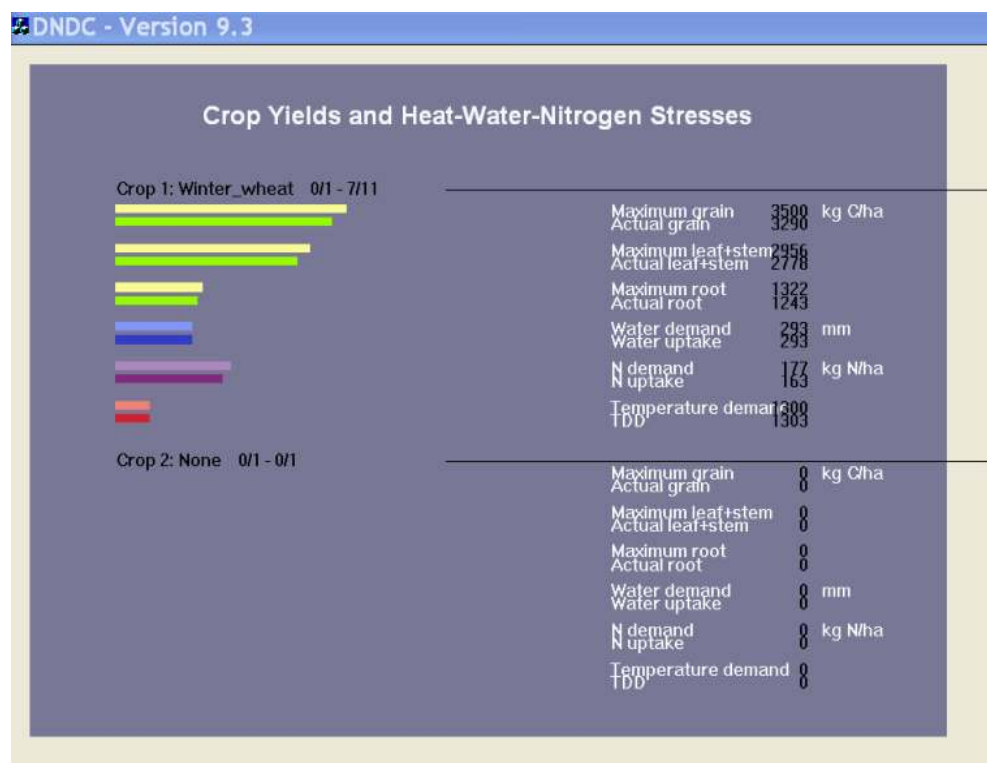 DNDC - Version 9.3
Crop Yields and Heat-Water-Nitrogen Stresses
Crop 1: Winter_wheat 0/1 - 7/11
Maximum grain 3500 kg C/ha
Actual grain 3290
Maximum leaf+stem 2956
Actual leaf+stem 2778
Maximum root 1322
Actual root 1243
Water demand 293 mm
Water uptake 293
N demand 177 kg N/ha
N uptake 163
Temperature demand 1300
TDD 1303
Crop 2: None 0/1 - 0/1
Maximum grain 0 kg C/ha
Actual grain 0
Maximum leaf+stem 0
Actual leaf+stem 0
Maximum root 0
Actual root 0
Water demand 0 mm
Water uptake 0
N demand 0 kg N/ha
N uptake 0
Temperature demand 0
TDD 0